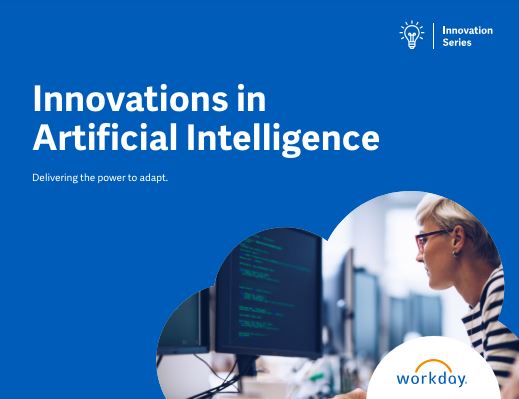 Innovation
Series
Innovations in
Artificial Intelligence
Delivering the power to adapt.
workday.